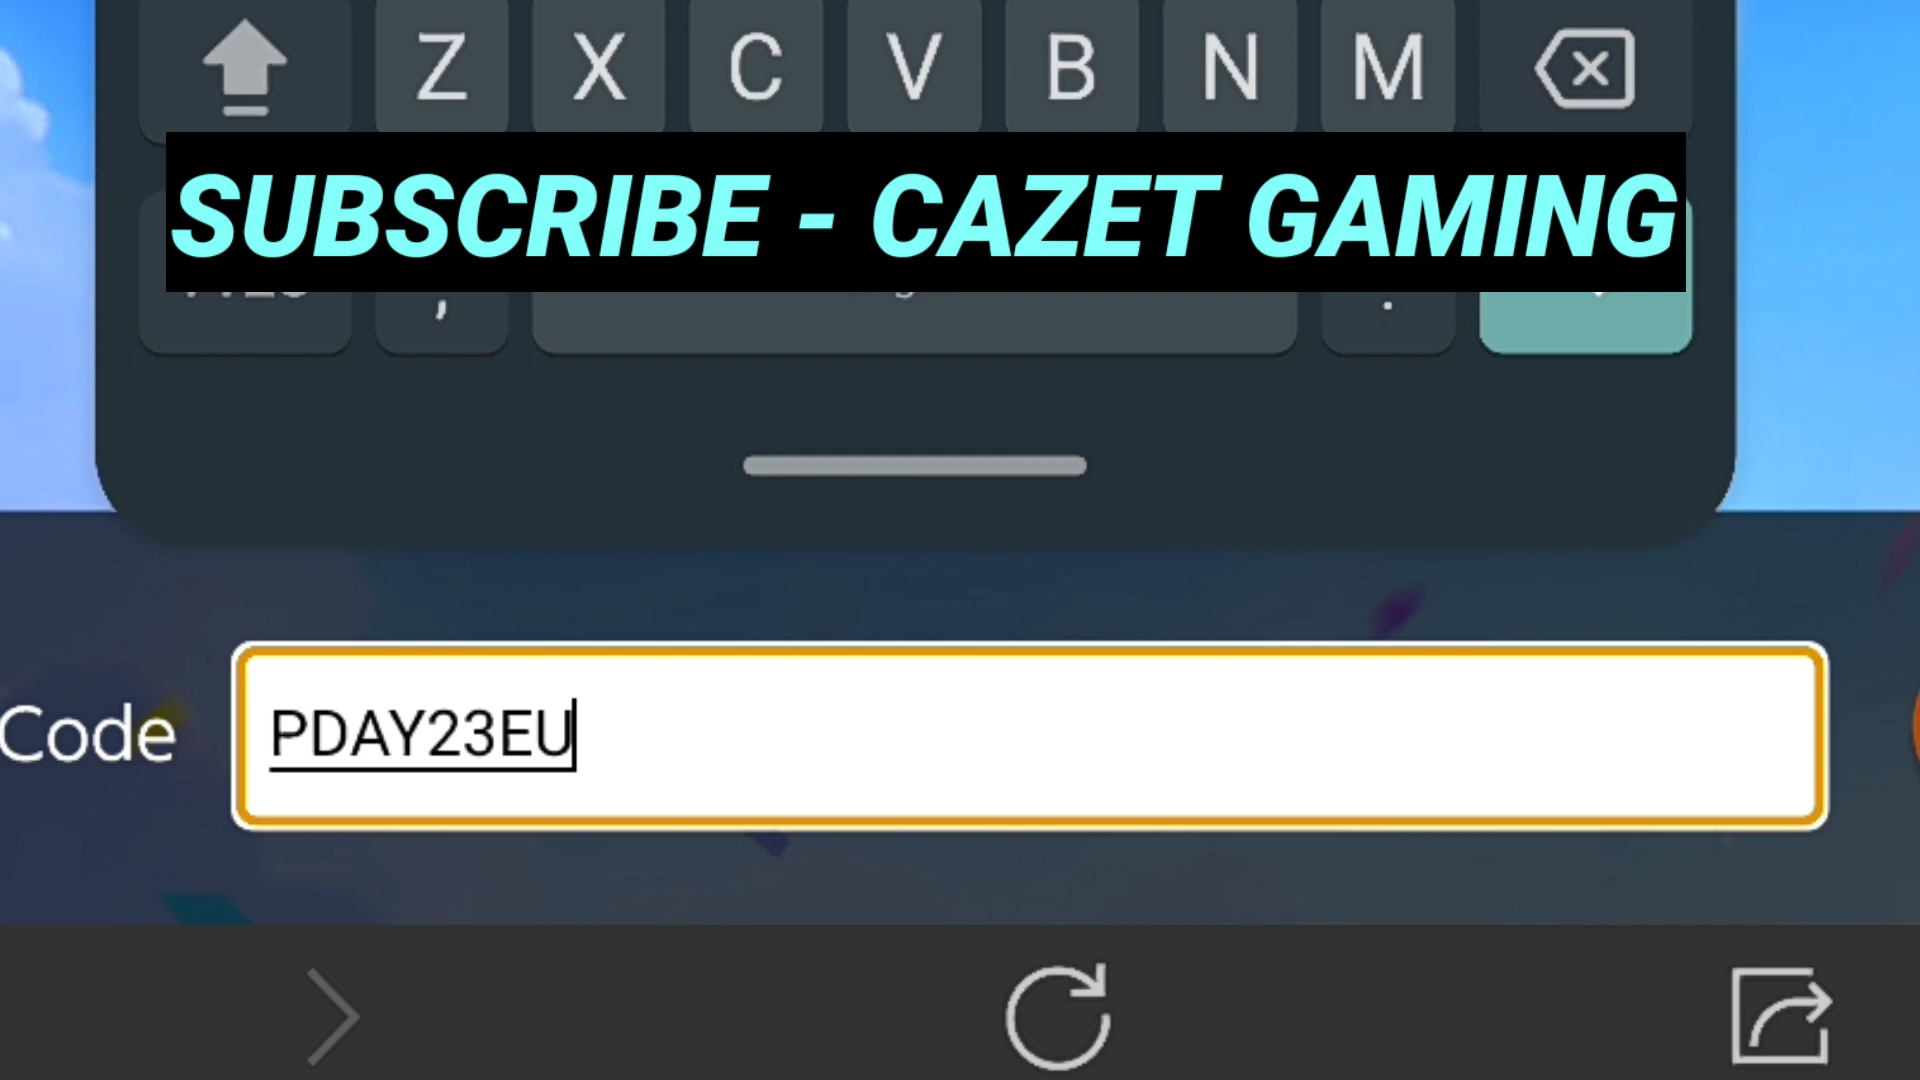 Z X C V B N M
SUBSCRIBE - CAZET GAMING
, .
Code
PDAY23EU